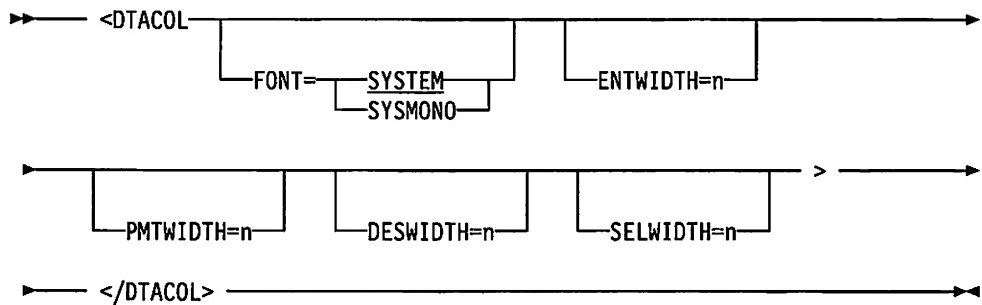 <DTACOL
FONT= SYSTEM ENTWIDTH=n
SYSMONO
>
PMTWIDTH=n DESWIDTH=n SELWIDTH=n
</DTACOL>